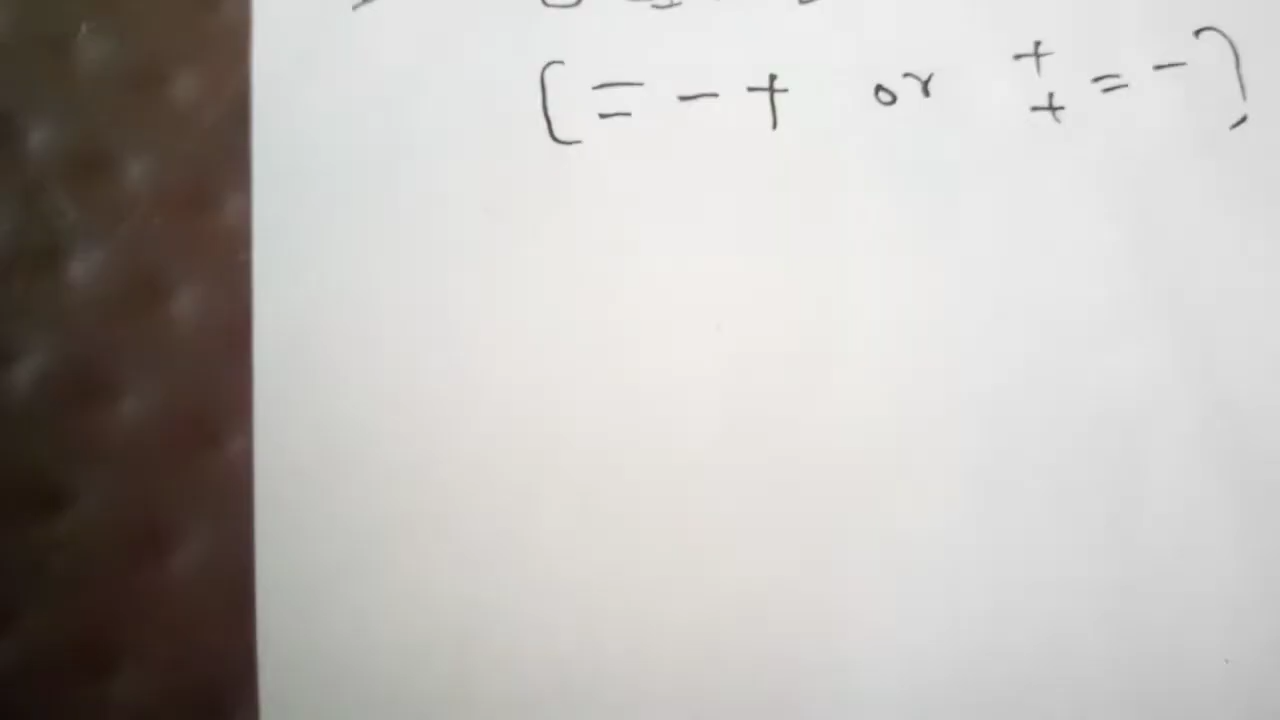 ( = - + or + + = - )